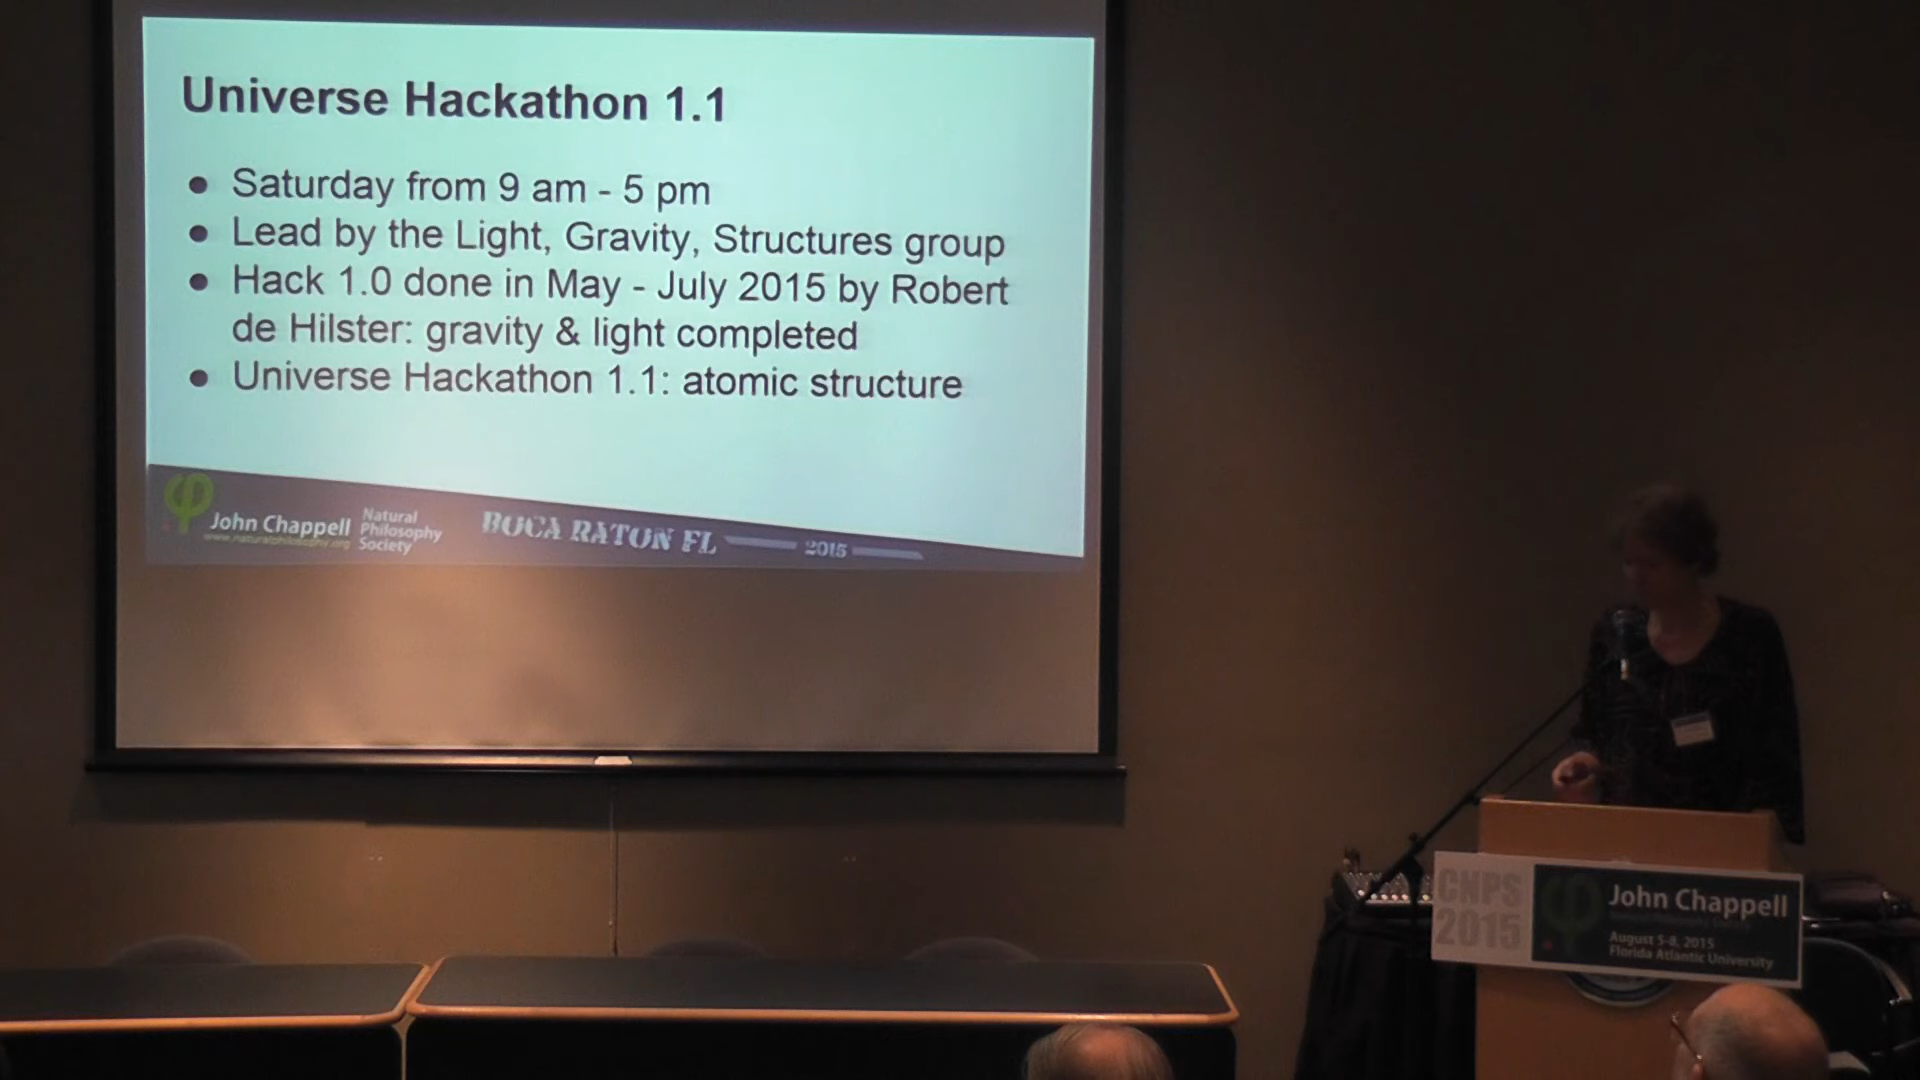 Universe Hackathon 1.1
● Saturday from 9 am - 5 pm
● Lead by the Light, Gravity, Structures group
● Hack 1.0 done in May - July 2015 by Robert
de Hilster: gravity & light completed
● Universe Hackathon 1.1: atomic structure
John Chappell
Natural
Philosophy
Society
www.naturalphilosophy.org
BOCA RATON FL
2015
CNPS
2015
John Chappell
August 5-8, 2015
Florida Atlantic University